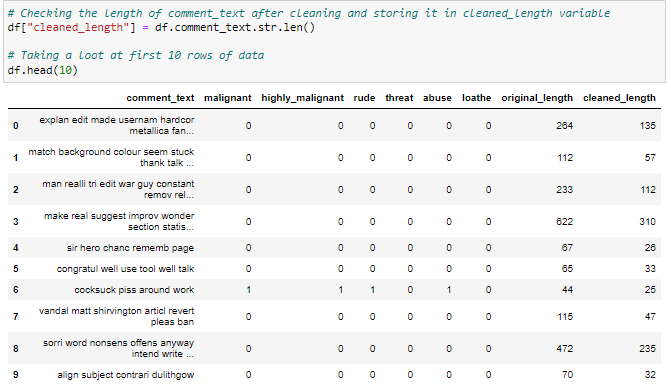 # Checking the length of comment_text after cleaning and storing it in cleaned_length variable
df["cleaned_length"] = df.comment_text.str.len()
# Taking a loot at first 10 rows of data
df.head(10)
comment_text malignant highly_malignant rude threat abuse loathe original_length cleaned_length
0 explan edit made usernam hardcor metallica fan... 0 0 0 0 0 0 264 135
1 match background colour seem stuck thank talk ... 0 0 0 0 0 0 112 57
2 man realli tri edit war guy constant remov rel... 0 0 0 0 0 0 233 112
3 make real suggest improv wonder section statis... 0 0 0 0 0 0 622 310
4 sir hero chanc rememb page 0 0 0 0 0 0 67 26
5 congratul well use tool well talk 0 0 0 0 0 0 65 33
6 cocksuck piss around work 1 1 1 0 1 0 44 25
7 vandal matt shirvington articl revert pleas ban 0 0 0 0 0 0 115 47
8 sorri word nonsens offens anyway intend write ... 0 0 0 0 0 0 472 235
9 align subject contrari dulithgow 0 0 0 0 0 0 70 32